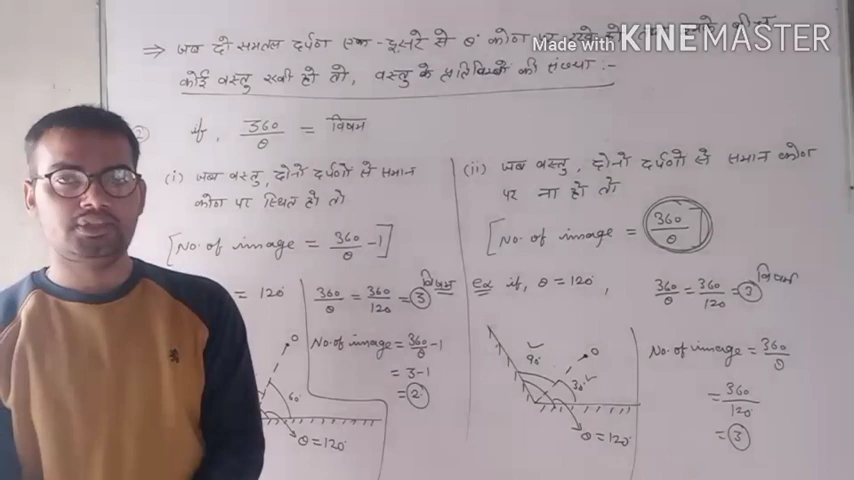 Made with KINEMASTER
⇒ जब दो समतल दर्पण एक-दूसरे से θ° कोण पर रखे हो
कोई वस्तु रखी हो तो, वस्तु के प्रतिबिम्बों की संख्या :-
② if, 360/θ = विषम
(i) जब वस्तु, दोनों दर्पणों से समान
कोण पर स्थित हो तो
[No. of image = 360/θ - 1]
= 120°
360/θ = 360/120 = 3 विषम
No. of image = 360/θ - 1
= 3-1
= 2
O
60°
θ = 120°
(ii) जब वस्तु, दोनो दर्पणो से समान कोण
पर ना हो तो
[No. of image = 360/θ]
ex if, θ = 120°, 360/θ = 360/120 = 3 विषम
90°
O
30°
θ = 120°
No. of image = 360/θ
= 360/120
= 3